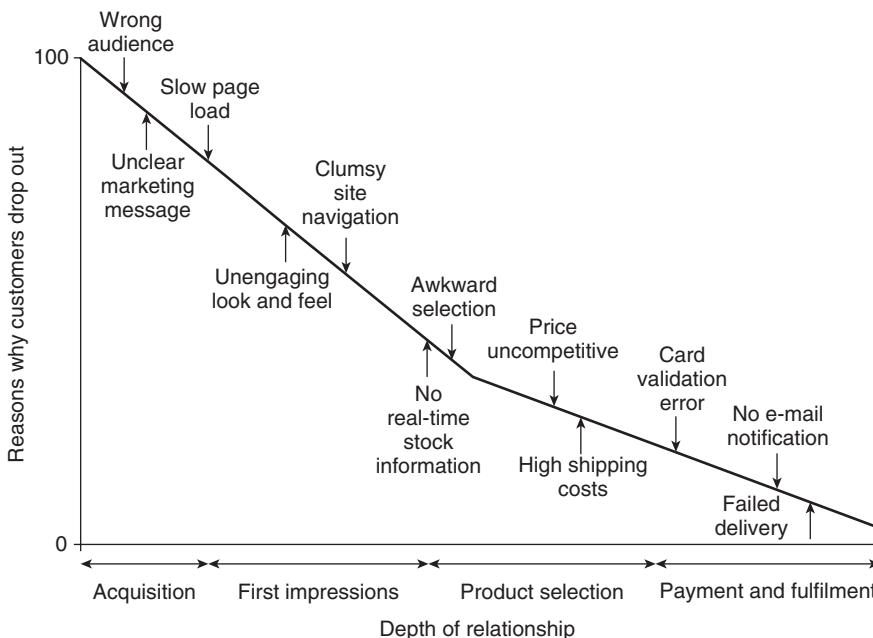 Wrong
audience
100
Slow page
load
Unclear
marketing
message
Clumsy
site
navigation
Unengaging
look and feel
Awkward
selection
No
real-time
stock
information
Price
uncompetitive
High shipping
costs
Card
validation
error
No e-mail
notification
Failed
delivery
Reasons why customers drop out
0
Acquisition
First impressions
Product selection
Payment and fulfilment
Depth of relationship